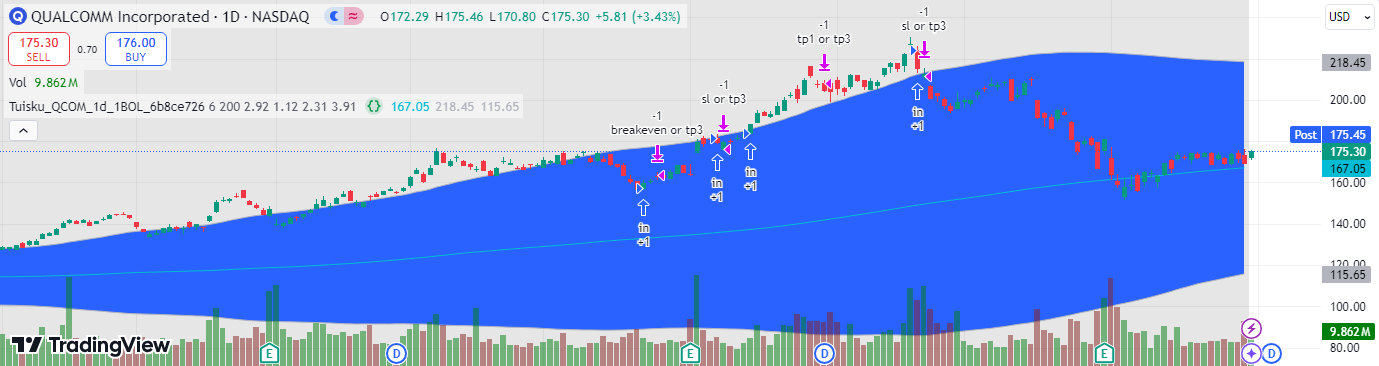 QUALCOMM Incorporated · 1D · NASDAQ O172.29 H175.46 L170.80 C175.30 +5.81 (+3.43%)
USD
175.30
SELL
0.70
176.00
BUY
Vol 9.862 M
Tuisku_QCOM_1d_1BOL_6b8ce726 6 200 2.92 1.12 2.31 3.91 {} 167.05 218.45 115.65
-1
tp1 or tp3
-1
sl or tp3
-1
sl or tp3
-1
breakeven or tp3
in
+1
in
+1
in
+1
in
+1
218.45
200.00
Post 175.45
175.30
167.05
160.00
140.00
120.00
115.65
100.00
9.862 M
80.00
TradingView
E
D
E
D
E
D